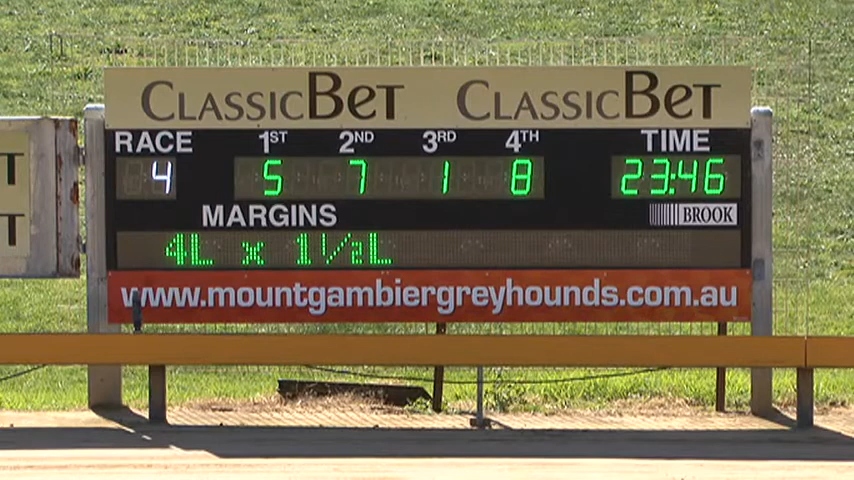 CLASSICBET CLASSICBET
RACE 1ST 2ND 3RD 4TH TIME
4 5 7 1 8 23:46
MARGINS BROOK
4L x 1½L
www.mountgambiergreyhounds.com.au
T
T